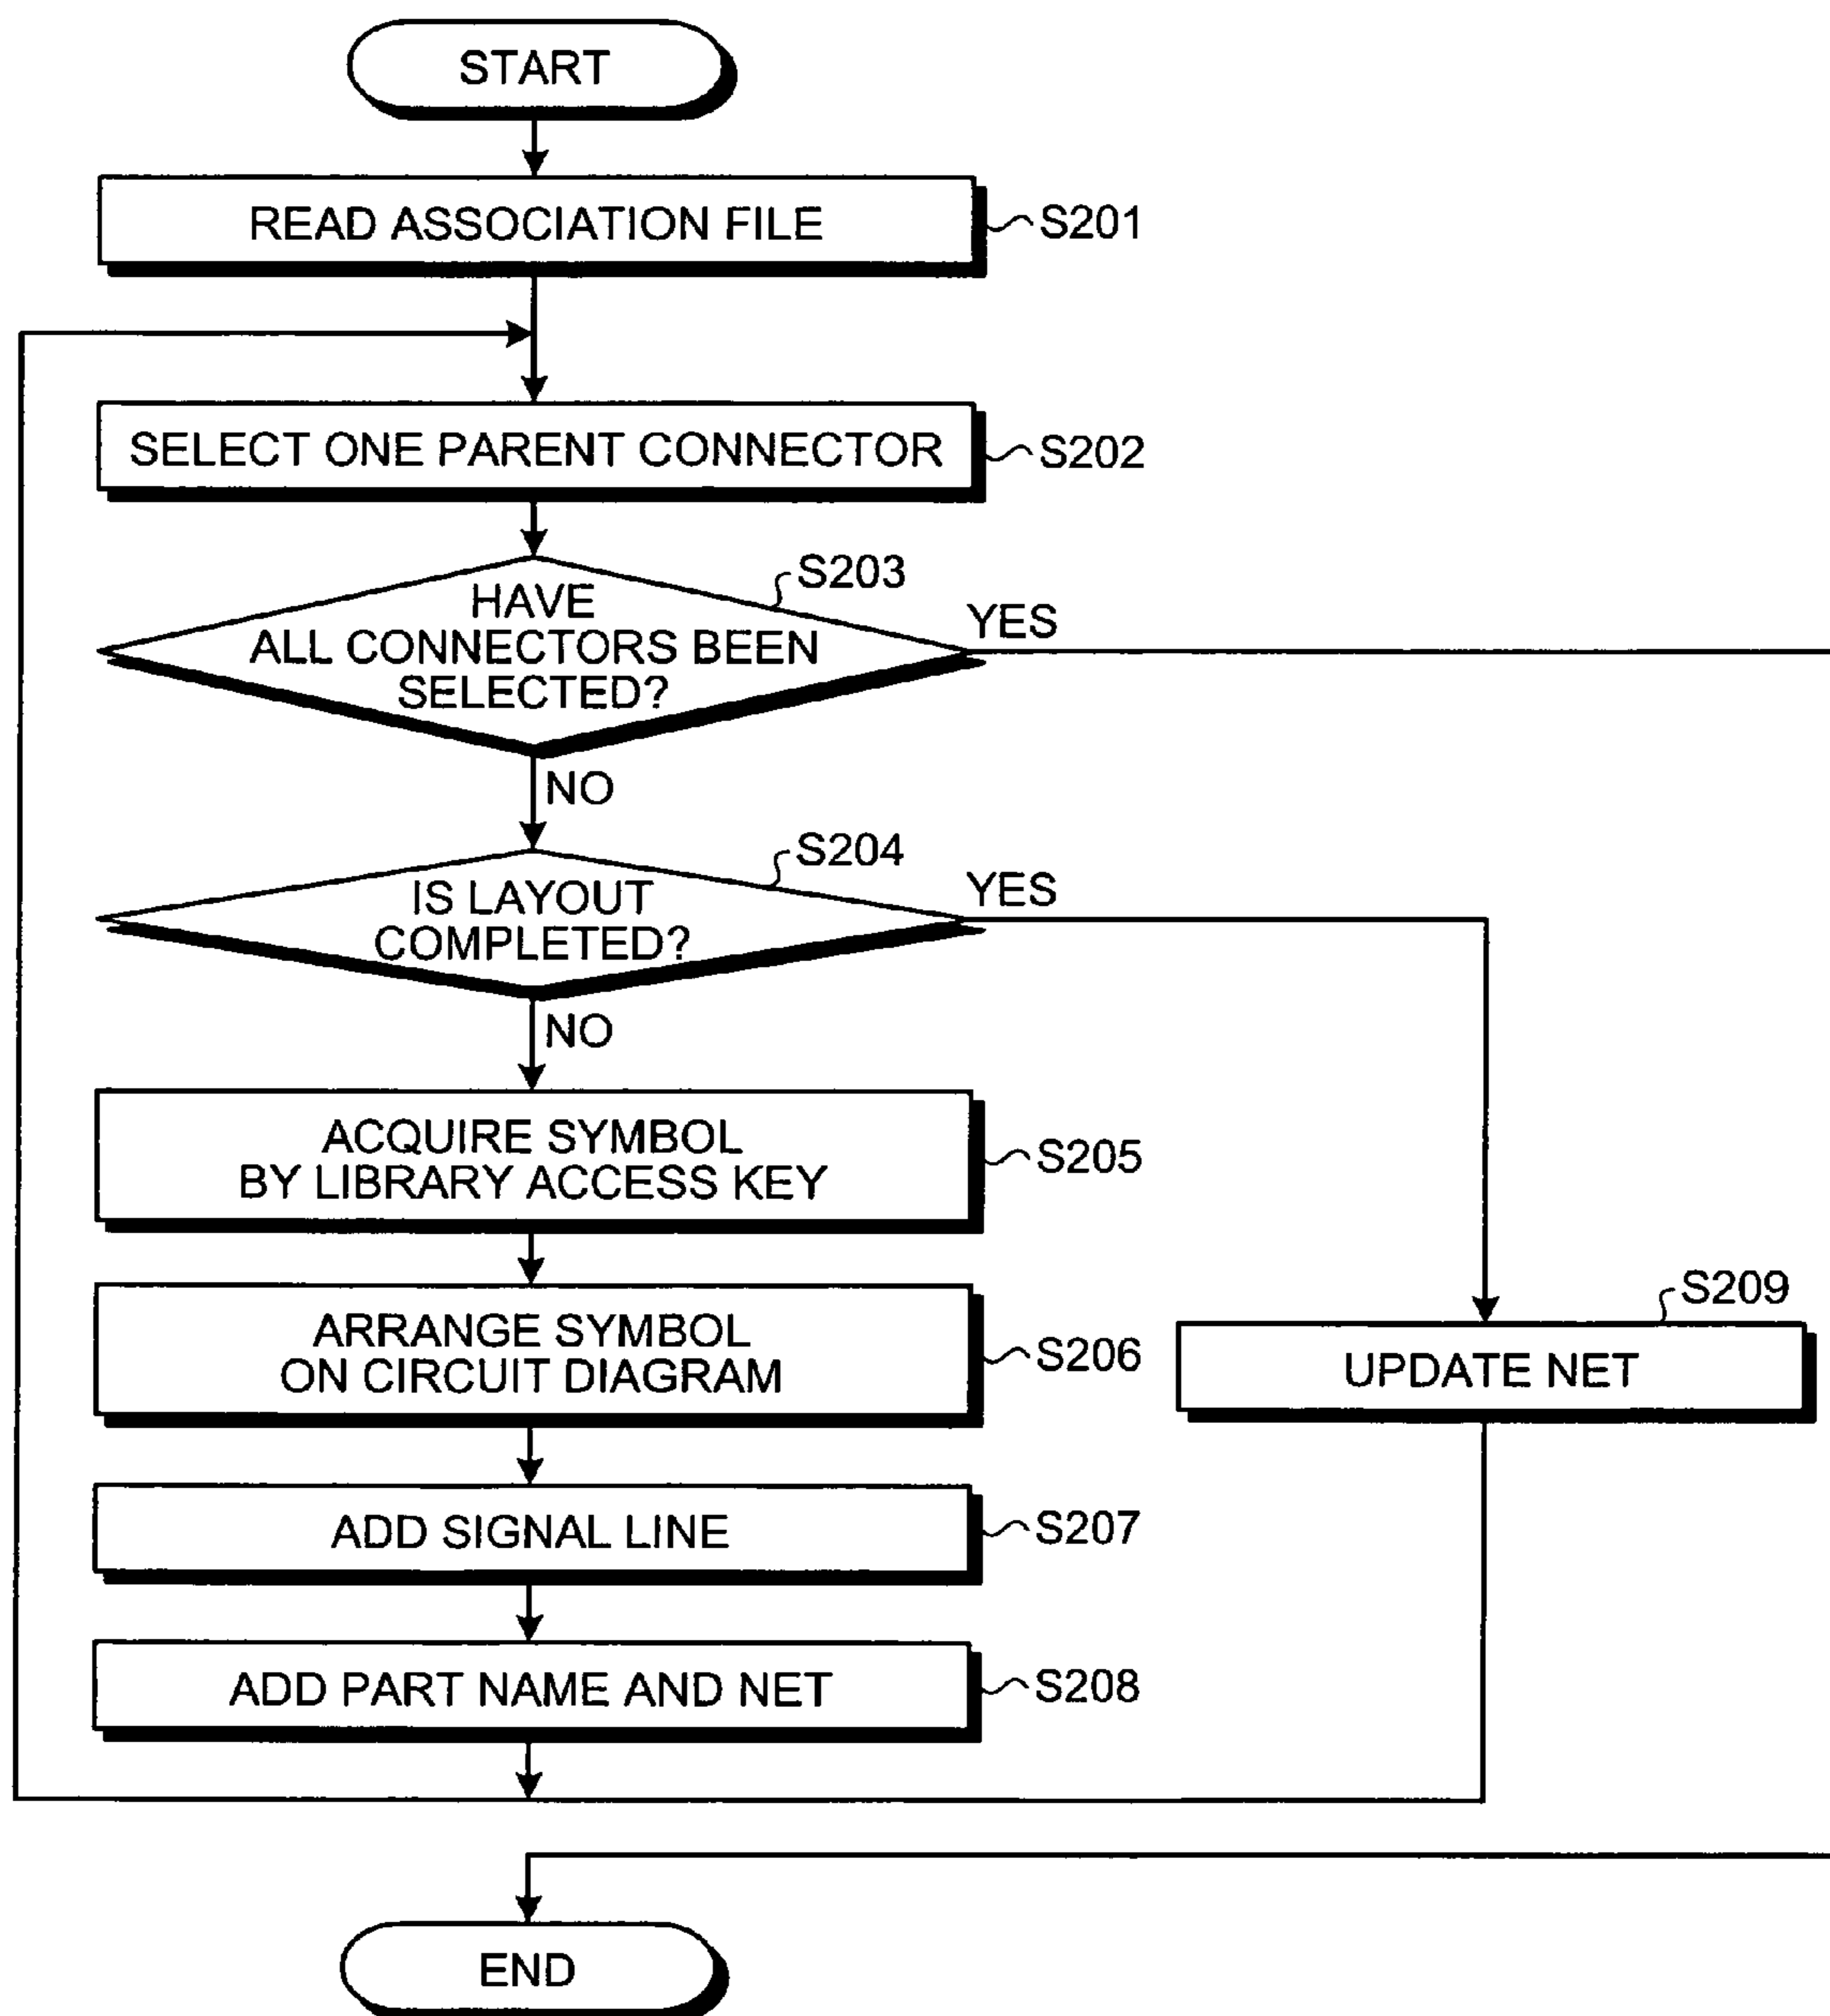 START
READ ASSOCIATION FILE
S201
SELECT ONE PARENT CONNECTOR
S202
S203
HAVE
ALL CONNECTORS BEEN
SELECTED?
YES
NO
S204
IS LAYOUT
COMPLETED?
YES
NO
ACQUIRE SYMBOL
BY LIBRARY ACCESS KEY
S205
ARRANGE SYMBOL
ON CIRCUIT DIAGRAM
S206
S209
UPDATE NET
ADD SIGNAL LINE
S207
ADD PART NAME AND NET
S208
END